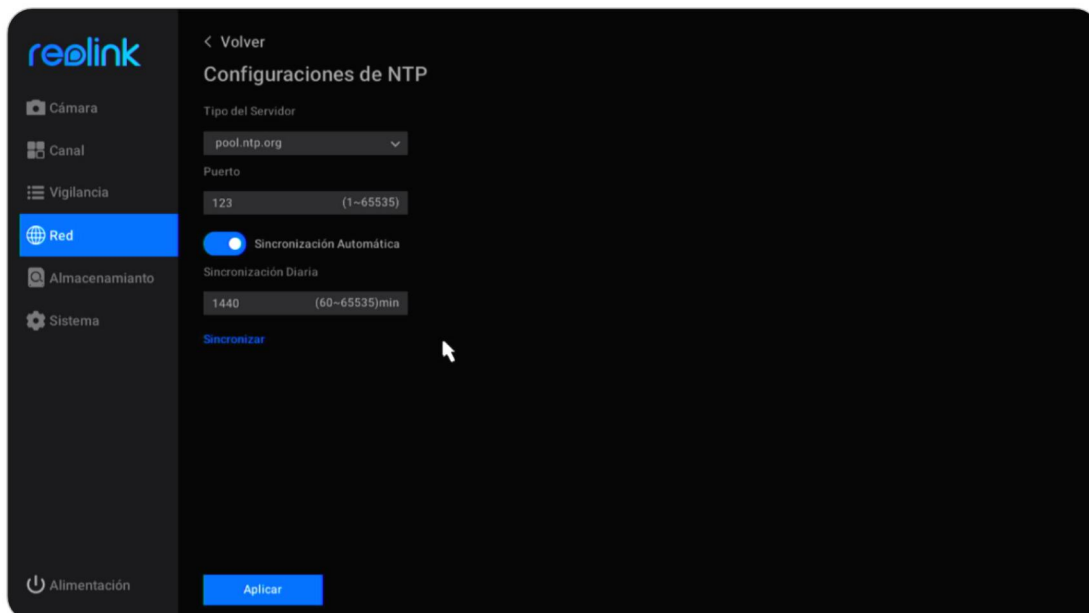 reolink
Cámara
Canal
Vigilancia
Red
Almacenamianto
Sistema
Alimentación
< Volver
Configuraciones de NTP
Tipo del Servidor
pool.ntp.org
Puerto
123 (1~65535)
Sincronización Automática
Sincronización Diaria
1440 (60~65535)min
Sincronizar
Aplicar